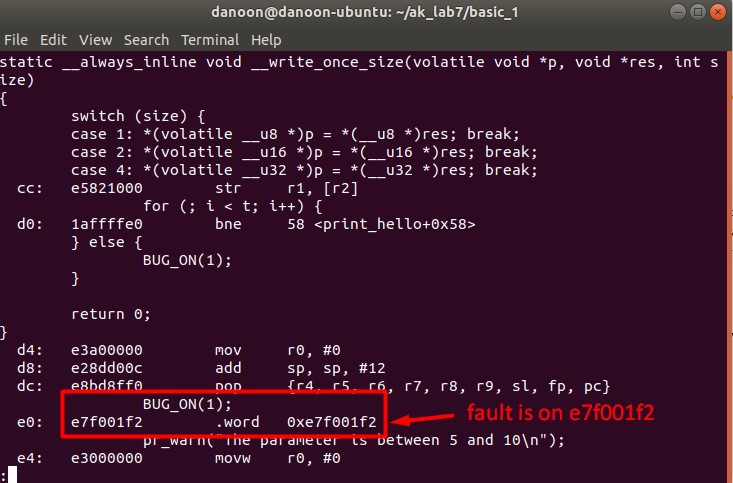 danoon@danoon-ubuntu: ~/ak_lab7/basic_1
File Edit View Search Terminal Help
static __always_inline void __write_once_size(volatile void *p, void *res, int s
ize)
{
        switch (size) {
        case 1: *(volatile __u8 *)p = *(__u8 *)res; break;
        case 2: *(volatile __u16 *)p = *(__u16 *)res; break;
        case 4: *(volatile __u32 *)p = *(__u32 *)res; break;
  cc:   e5821000        str     r1, [r2]
                for (; i < t; i++) {
  d0:   1affffe0        bne     58 <print_hello+0x58>
        } else {
                BUG_ON(1);
        }

        return 0;
}
  d4:   e3a00000        mov     r0, #0
  d8:   e28dd00c        add     sp, sp, #12
  dc:   e8bd8ff0        pop     {r4, r5, r6, r7, r8, r9, sl, fp, pc}
                BUG_ON(1);
  e0:   e7f001f2        .word   0xe7f001f2
fault is on e7f001f2
                pr_warn("The parameter is between 5 and 10\n");
  e4:   e3000000        movw    r0, #0
: